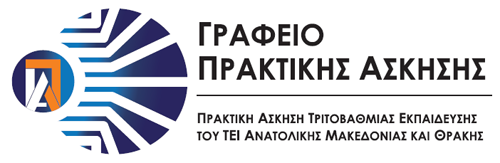 ΓΡΑΦΕΙΟ
ΠΡΑΚΤΙΚΗΣ ΑΣΚΗΣΗΣ
ΠΡΑΚΤΙΚΗ ΑΣΚΗΣΗ ΤΡΙΤΟΒΑΘΜΙΑΣ ΕΚΠΑΙΔΕΥΣΗΣ
ΤΟΥ ΤΕΙ ΑΝΑΤΟΛΙΚΗΣ ΜΑΚΕΔΟΝΙΑΣ ΚΑΙ ΘΡΑΚΗΣ